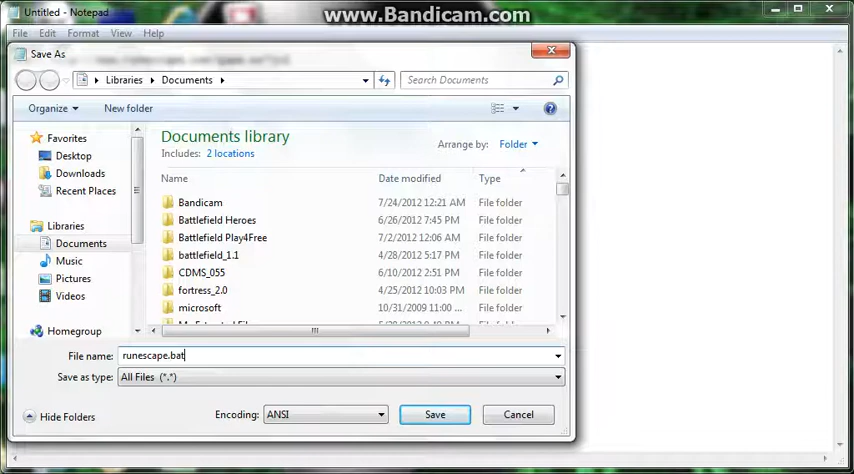 www.Bandicam.com
Untitled - Notepad
File Edit Format View Help
Save As
Libraries Documents
Search Documents
Organize New folder
Favorites
Desktop
Downloads
Recent Places
Libraries
Documents
Music
Pictures
Videos
Homegroup
Documents library
Includes: 2 locations
Arrange by: Folder
Name Date modified Type
Bandicam 7/24/2012 12:21 AM File folder
Battlefield Heroes 6/26/2012 7:45 PM File folder
Battlefield Play4Free 7/2/2012 12:06 AM File folder
battlefield_1.1 4/28/2012 5:17 PM File folder
CDMS_055 6/10/2012 2:51 PM File folder
fortress_2.0 4/25/2012 10:03 PM File folder
microsoft 10/31/2009 11:00 ... File folder
File name: runescape.bat
Save as type: All Files (*.*)
Hide Folders
Encoding: ANSI
Save
Cancel